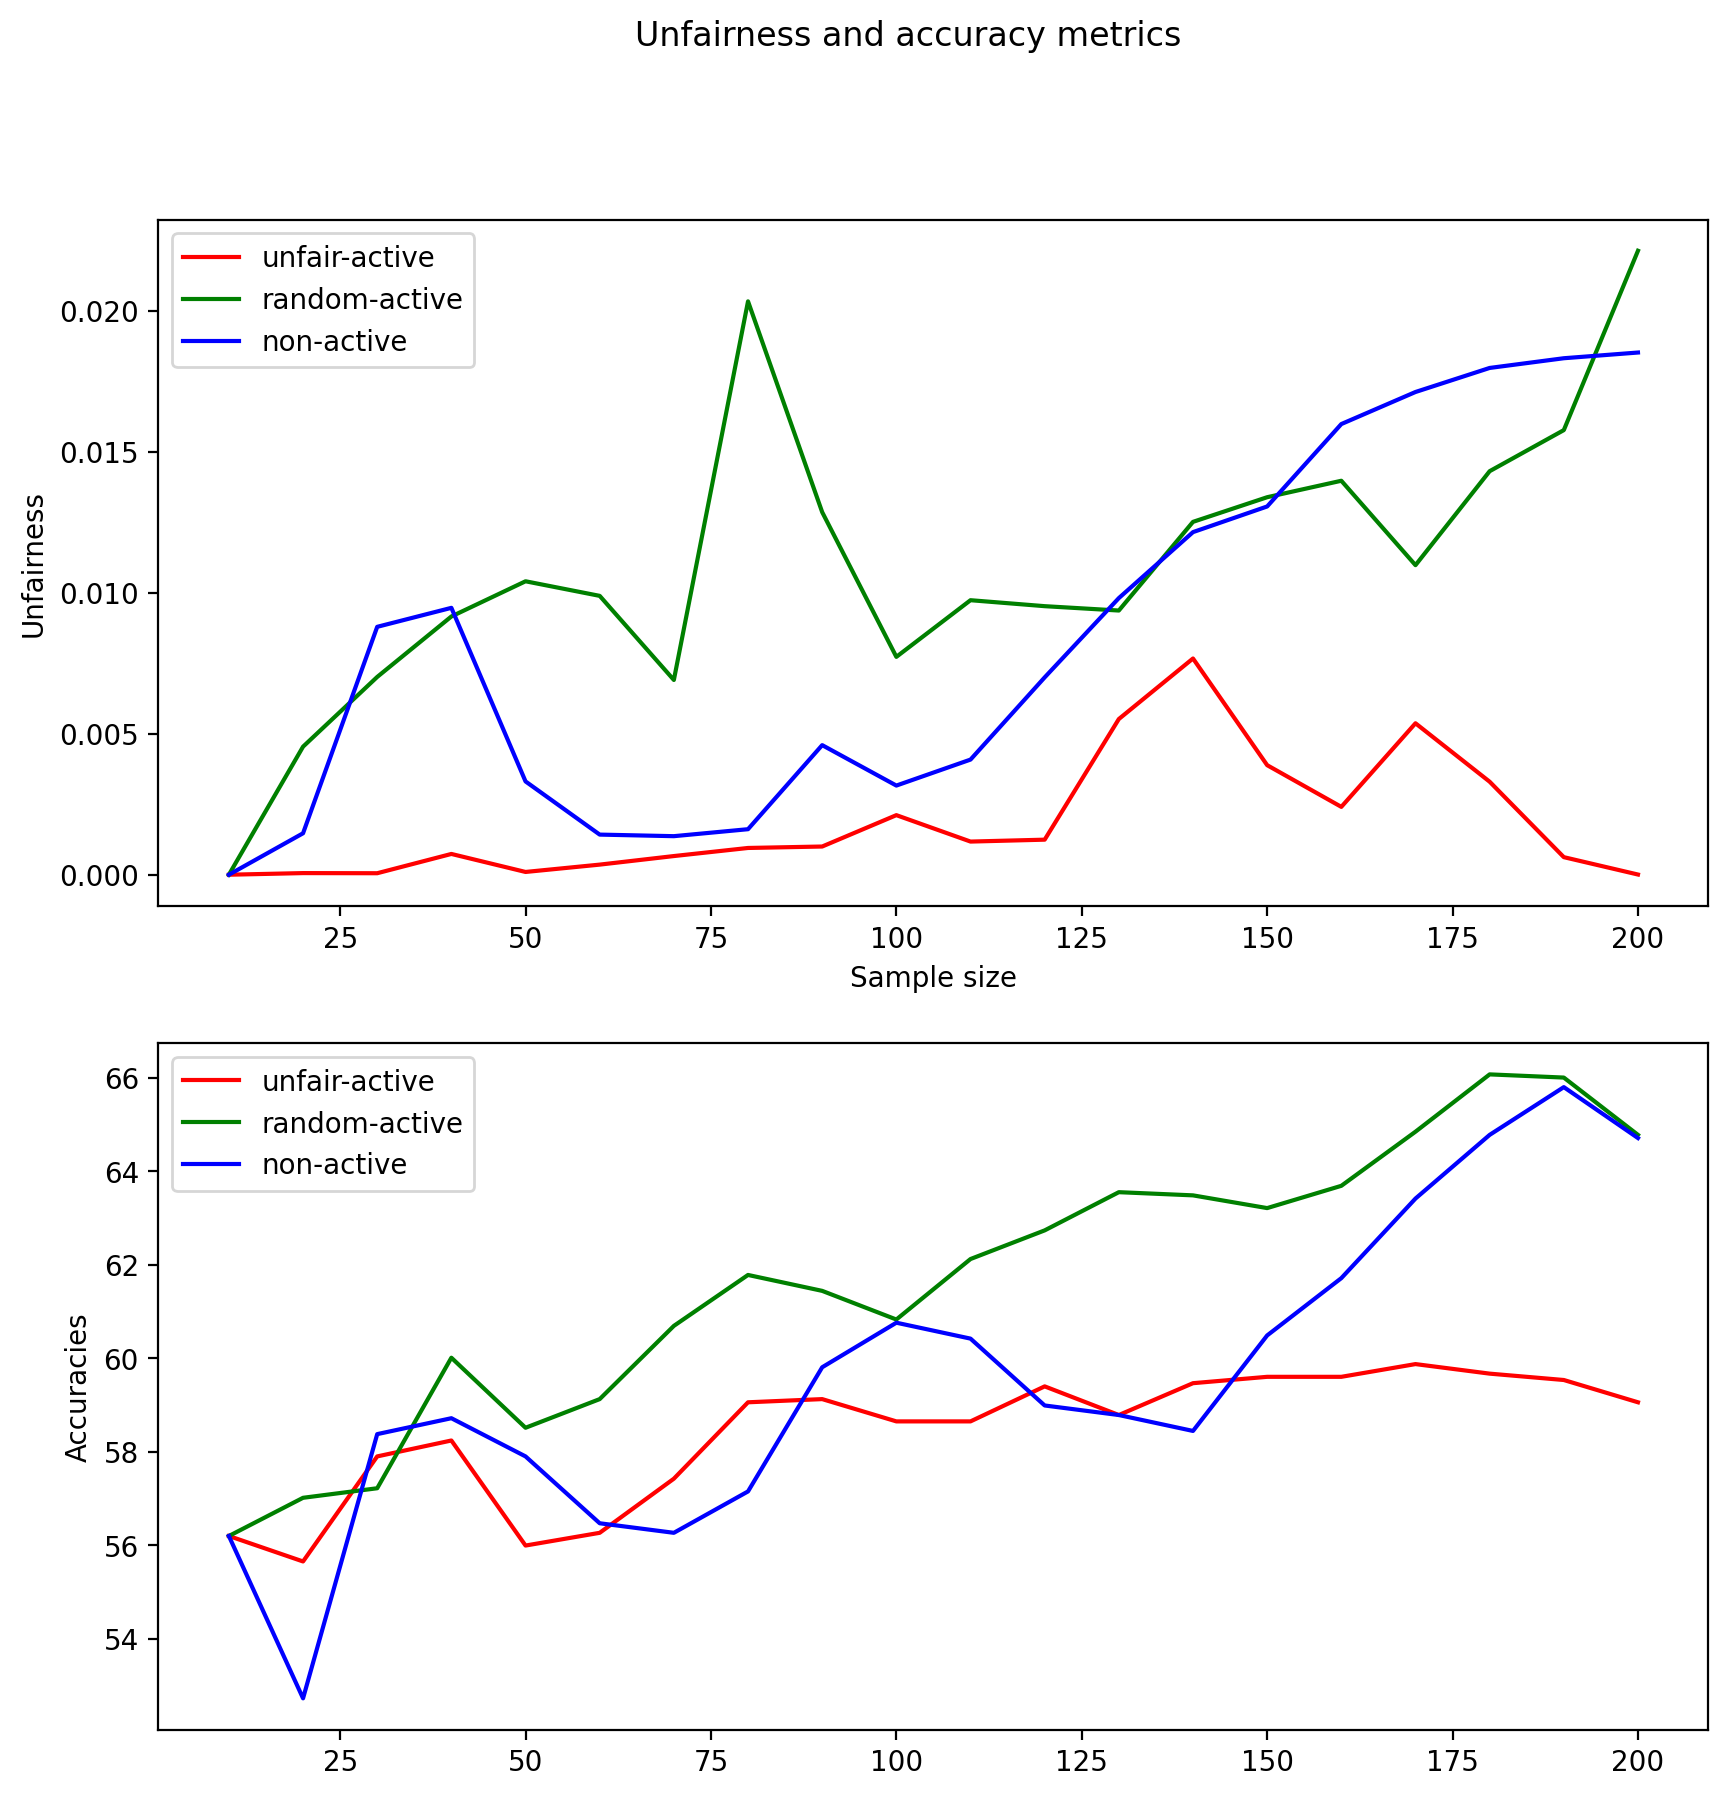 Unfairness and accuracy metrics
unfair-active
random-active
non-active
0.020
0.015
0.010
0.005
0.000
Unfairness
25 50 75 100 125 150 175 200
Sample size
unfair-active
random-active
non-active
66
64
62
60
58
56
54
Accuracies
25 50 75 100 125 150 175 200